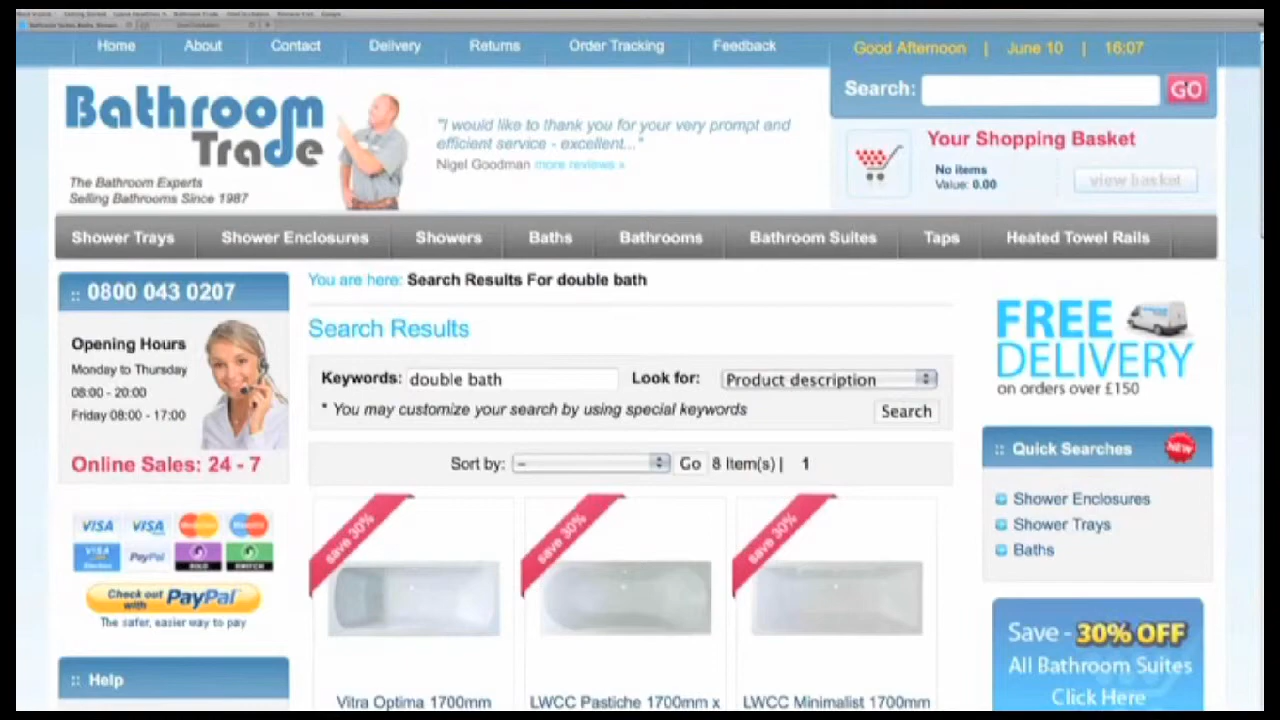 Home About Contact Delivery Returns Order Tracking Feedback
Good Afternoon | June 10 | 16:07
Search: GO
Bathroom
Trade
The Bathroom Experts
Selling Bathrooms Since 1987
"I would like to thank you for your very prompt and
efficient service - excellent..."
Nigel Goodman more reviews »
Your Shopping Basket
No items
Value: 0.00
view basket
Shower Trays Shower Enclosures Showers Baths Bathrooms Bathroom Suites Taps Heated Towel Rails
:: 0800 043 0207
Opening Hours
Monday to Thursday
08:00 - 20:00
Friday 08:00 - 17:00
Online Sales: 24 - 7
VISA VISA
VISA PayPal SOLO SWITCH
Check out with PayPal
The safer, easier way to pay
:: Help
You are here: Search Results For double bath
Search Results
Keywords: double bath Look for: Product description
* You may customize your search by using special keywords Search
Sort by: – Go 8 Item(s) | 1
save 30% save 30% save 30%
Vitra Optima 1700mm LWCC Pastiche 1700mm x LWCC Minimalist 1700mm
FREE
DELIVERY
on orders over £150
:: Quick Searches NEW
Shower Enclosures
Shower Trays
Baths
Save - 30% OFF
All Bathroom Suites
Click Here